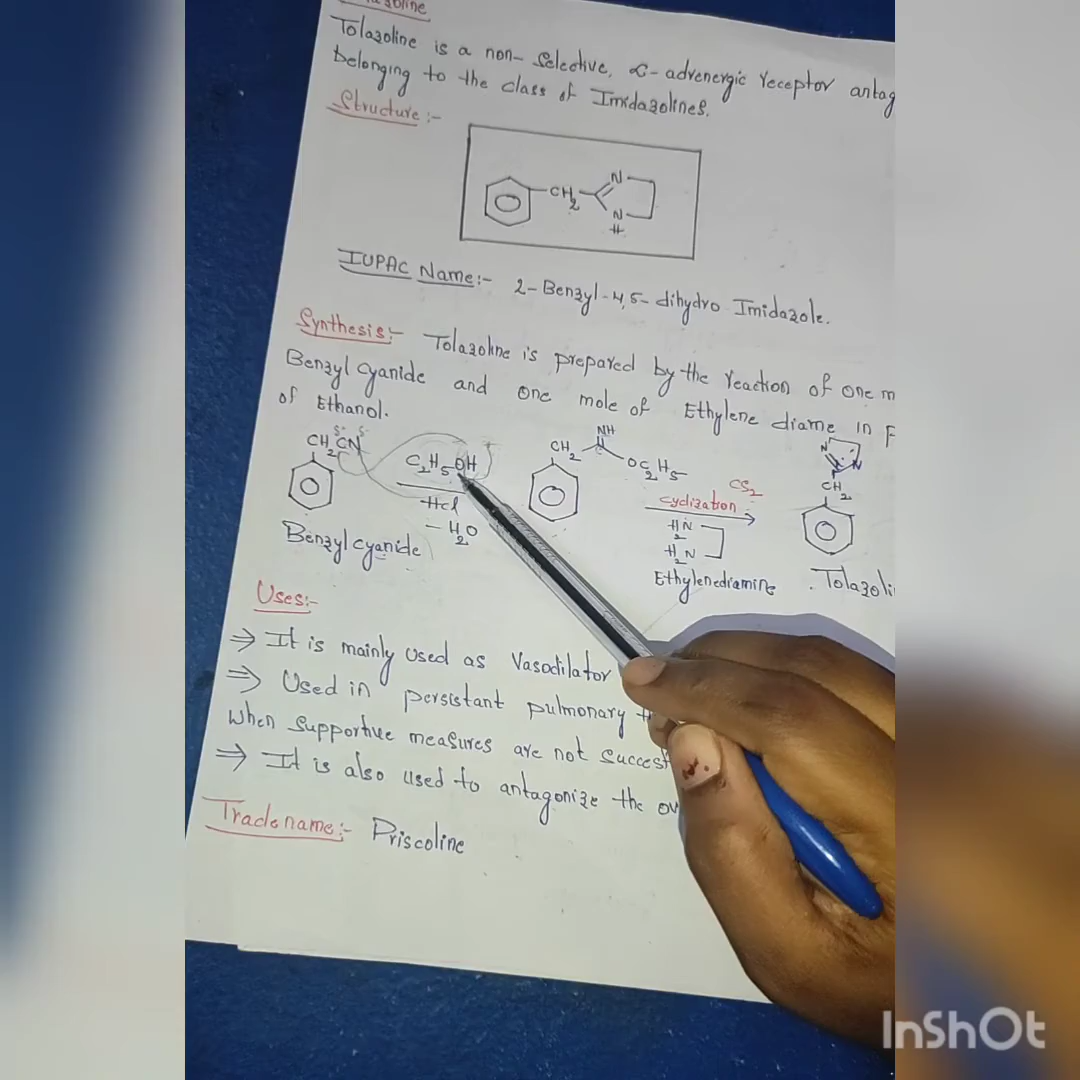 Tolazoline is a non- Selective, α- adrenergic receptor antag
belonging to the class of Imidazolines.
Structure :-
CH2
N
N
H
IUPAC Name:- 2-Benzyl-4,5-dihydro Imidazole.
Synthesis:- Tolazoline is prepared by the reaction of one m
Benzyl cyanide and one mole of Ethylene diame in
of Ethanol.
CH2CN
C2H5OH
Hcl
- H2O
Benzyl cyanide
CH2
NH
OC2H5
CS2
Cyclization
H2N
H2N
Ethylenediamine
N
N
CH2
Tolazoli
Uses:-
⇒ It is mainly used as Vasodilator
⇒ Used in persistant pulmonary
When supportive measures are not succes
⇒ It is also used to antagonize the
Trade name:- Priscoline
InShOt